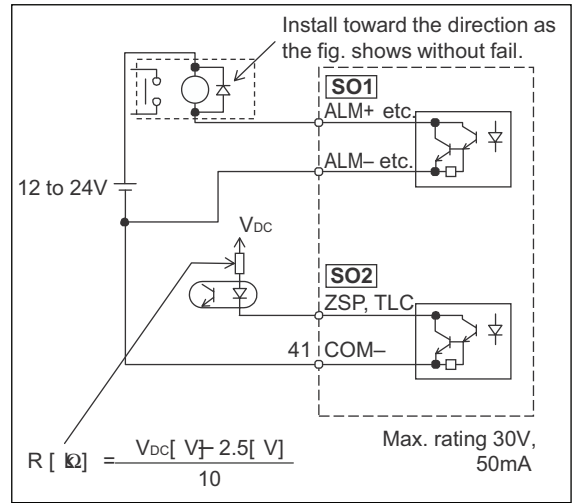 Install toward the direction as
the fig. shows without fail.
SO1
ALM+ etc.
ALM– etc.
12 to 24V
VDC
SO2
ZSP, TLC
41 COM–
Max. rating 30V,
50mA
R [ kΩ] = VDC[ V] – 2.5[ V]
10